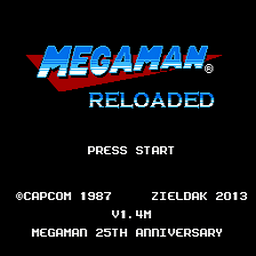 MEGAMAN®
RELOADED
PRESS START
©CAPCOM 1987 ZIELDAK 2013
V1.4M
MEGAMAN 25TH ANNIVERSARY